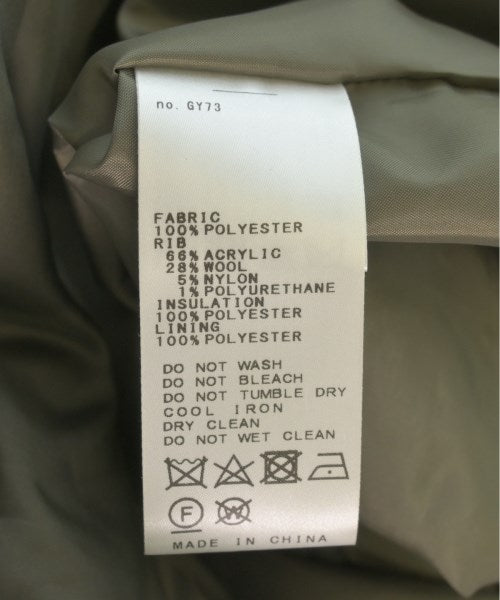 no. GY73
FABRIC
100% POLYESTER
RIB
66% ACRYLIC
28% WOOL
5% NYLON
1% POLYURETHANE
INSULATION
100% POLYESTER
LINING
100% POLYESTER
DO NOT WASH
DO NOT BLEACH
DO NOT TUMBLE DRY
COOL IRON
DRY CLEAN
DO NOT WET CLEAN
F W
MADE IN CHINA